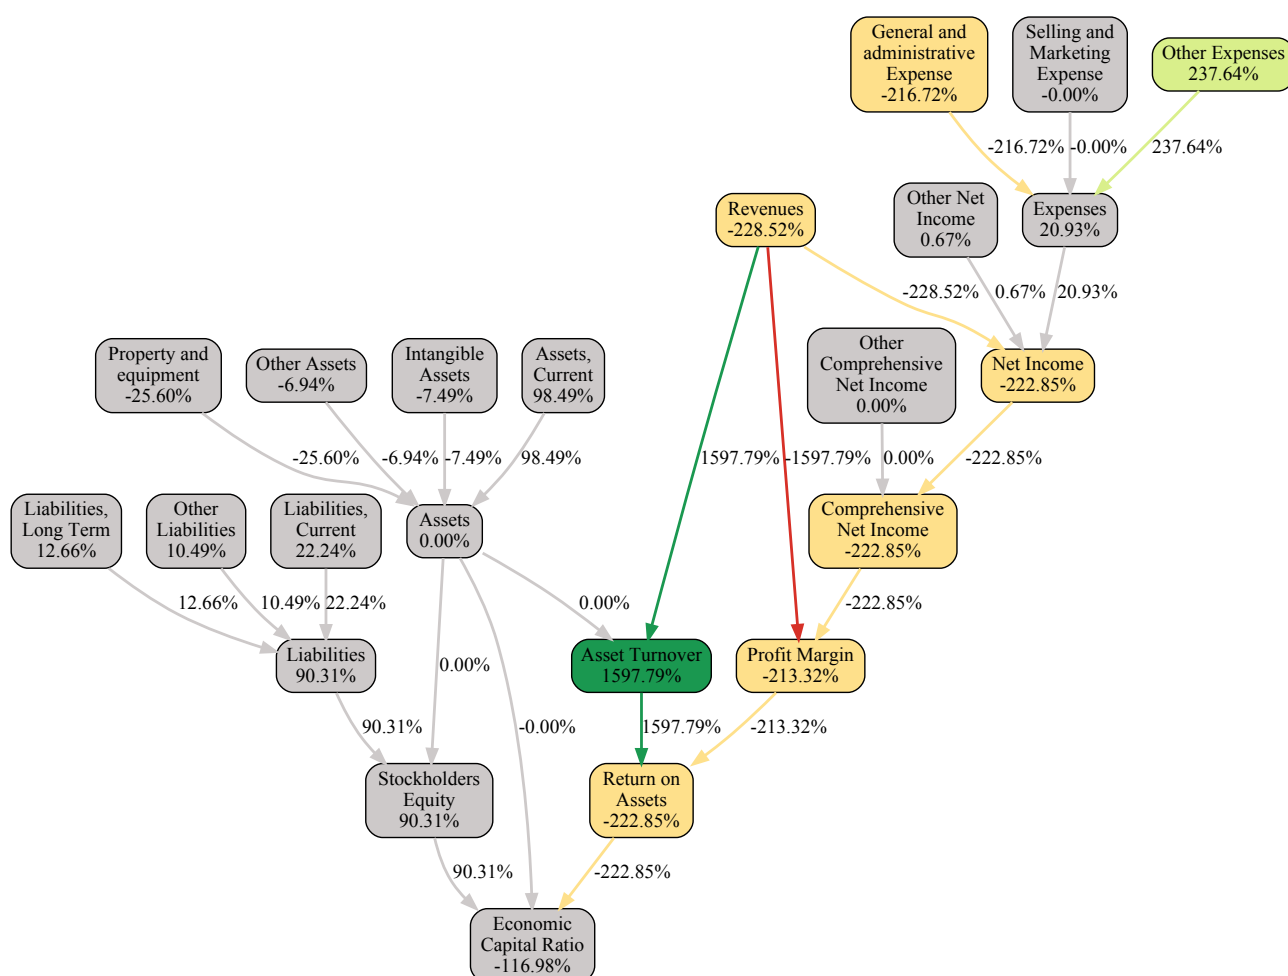 General and
administrative
Expense
-216.72%
Selling and
Marketing
Expense
-0.00%
Other Expenses
237.64%
-216.72%
-0.00%
237.64%
Revenues
-228.52%
Other Net
Income
0.67%
Expenses
20.93%
-228.52%
0.67%
20.93%
Property and
equipment
-25.60%
Other Assets
-6.94%
Intangible
Assets
-7.49%
Assets,
Current
98.49%
Other
Comprehensive
Net Income
0.00%
Net Income
-222.85%
-25.60%
-6.94%
-7.49%
98.49%
1597.79%
-1597.79%
0.00%
-222.85%
Liabilities,
Long Term
12.66%
Other
Liabilities
10.49%
Liabilities,
Current
22.24%
Assets
0.00%
Comprehensive
Net Income
-222.85%
12.66%
10.49%
22.24%
0.00%
-222.85%
Liabilities
90.31%
0.00%
Asset Turnover
1597.79%
Profit Margin
-213.32%
90.31%
-0.00%
1597.79%
-213.32%
Stockholders
Equity
90.31%
Return on
Assets
-222.85%
90.31%
-222.85%
Economic
Capital Ratio
-116.98%